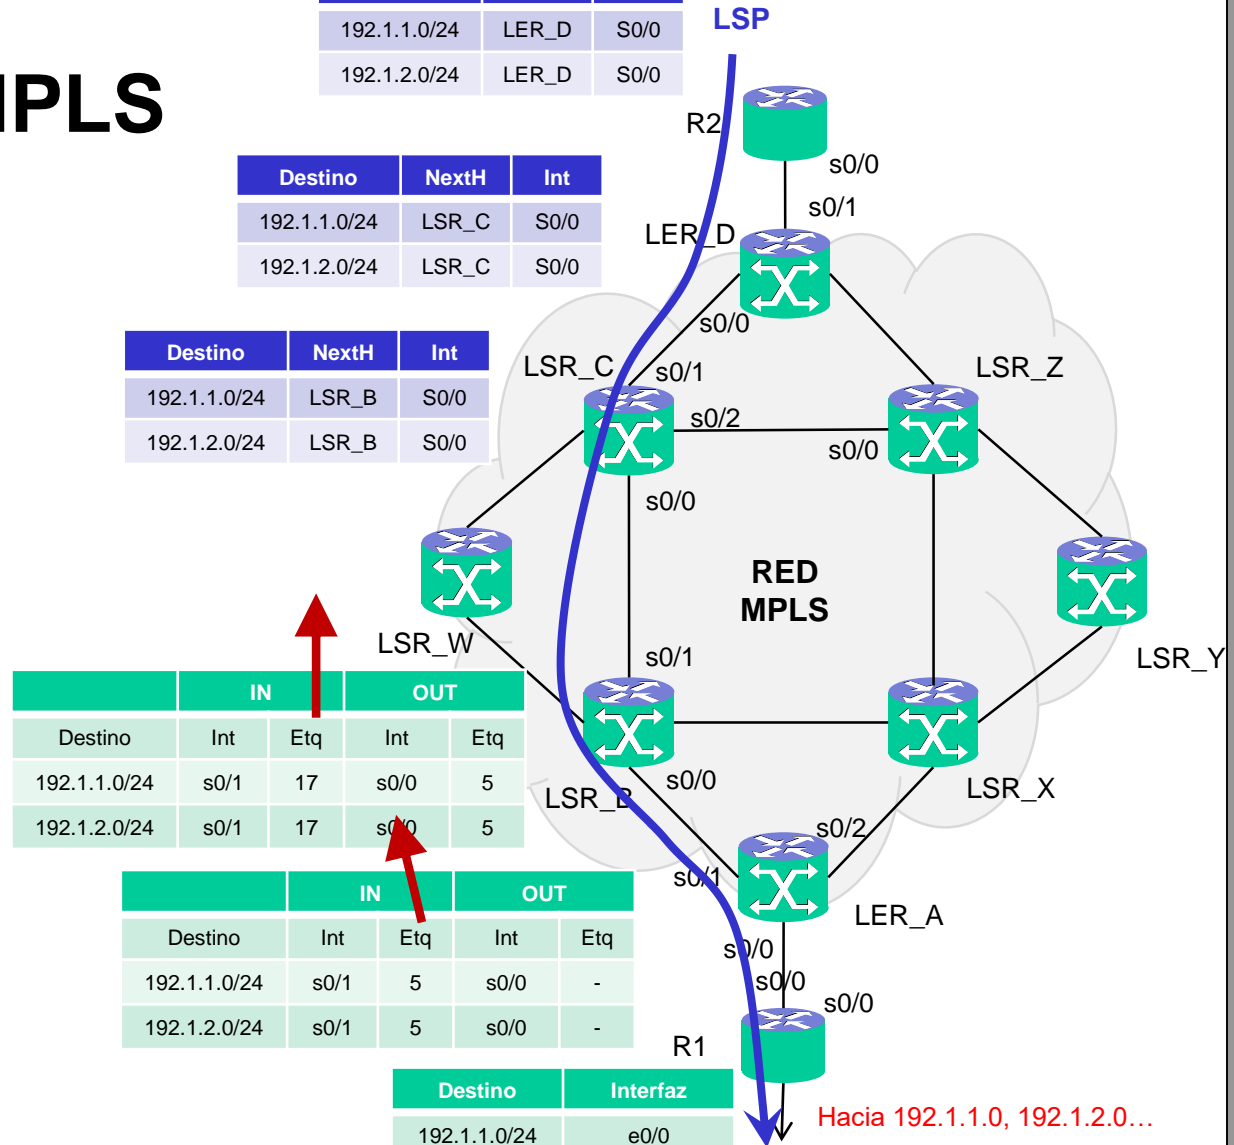 192.1.1.0/24 LER_D S0/0
192.1.2.0/24 LER_D S0/0
LSP
MPLS
R2
s0/0
s0/1
Destino NextH Int
192.1.1.0/24 LSR_C S0/0
192.1.2.0/24 LSR_C S0/0
LER_D
s0/0
Destino NextH Int
192.1.1.0/24 LSR_B S0/0
192.1.2.0/24 LSR_B S0/0
LSR_C
s0/1
LSR_Z
s0/2
s0/0
s0/0
RED
MPLS
LSR_W
s0/1
LSR_Y
IN OUT
Destino Int Etq Int Etq
192.1.1.0/24 s0/1 17 s0/0 5
192.1.2.0/24 s0/1 17 s0/0 5
s0/0
LSR_B
LSR_X
s0/2
s0/1
LER_A
IN OUT
Destino Int Etq Int Etq
192.1.1.0/24 s0/1 5 s0/0 -
192.1.2.0/24 s0/1 5 s0/0 -
s0/0
s0/0
s0/0
R1
Destino Interfaz
192.1.1.0/24 e0/0
Hacia 192.1.1.0, 192.1.2.0…